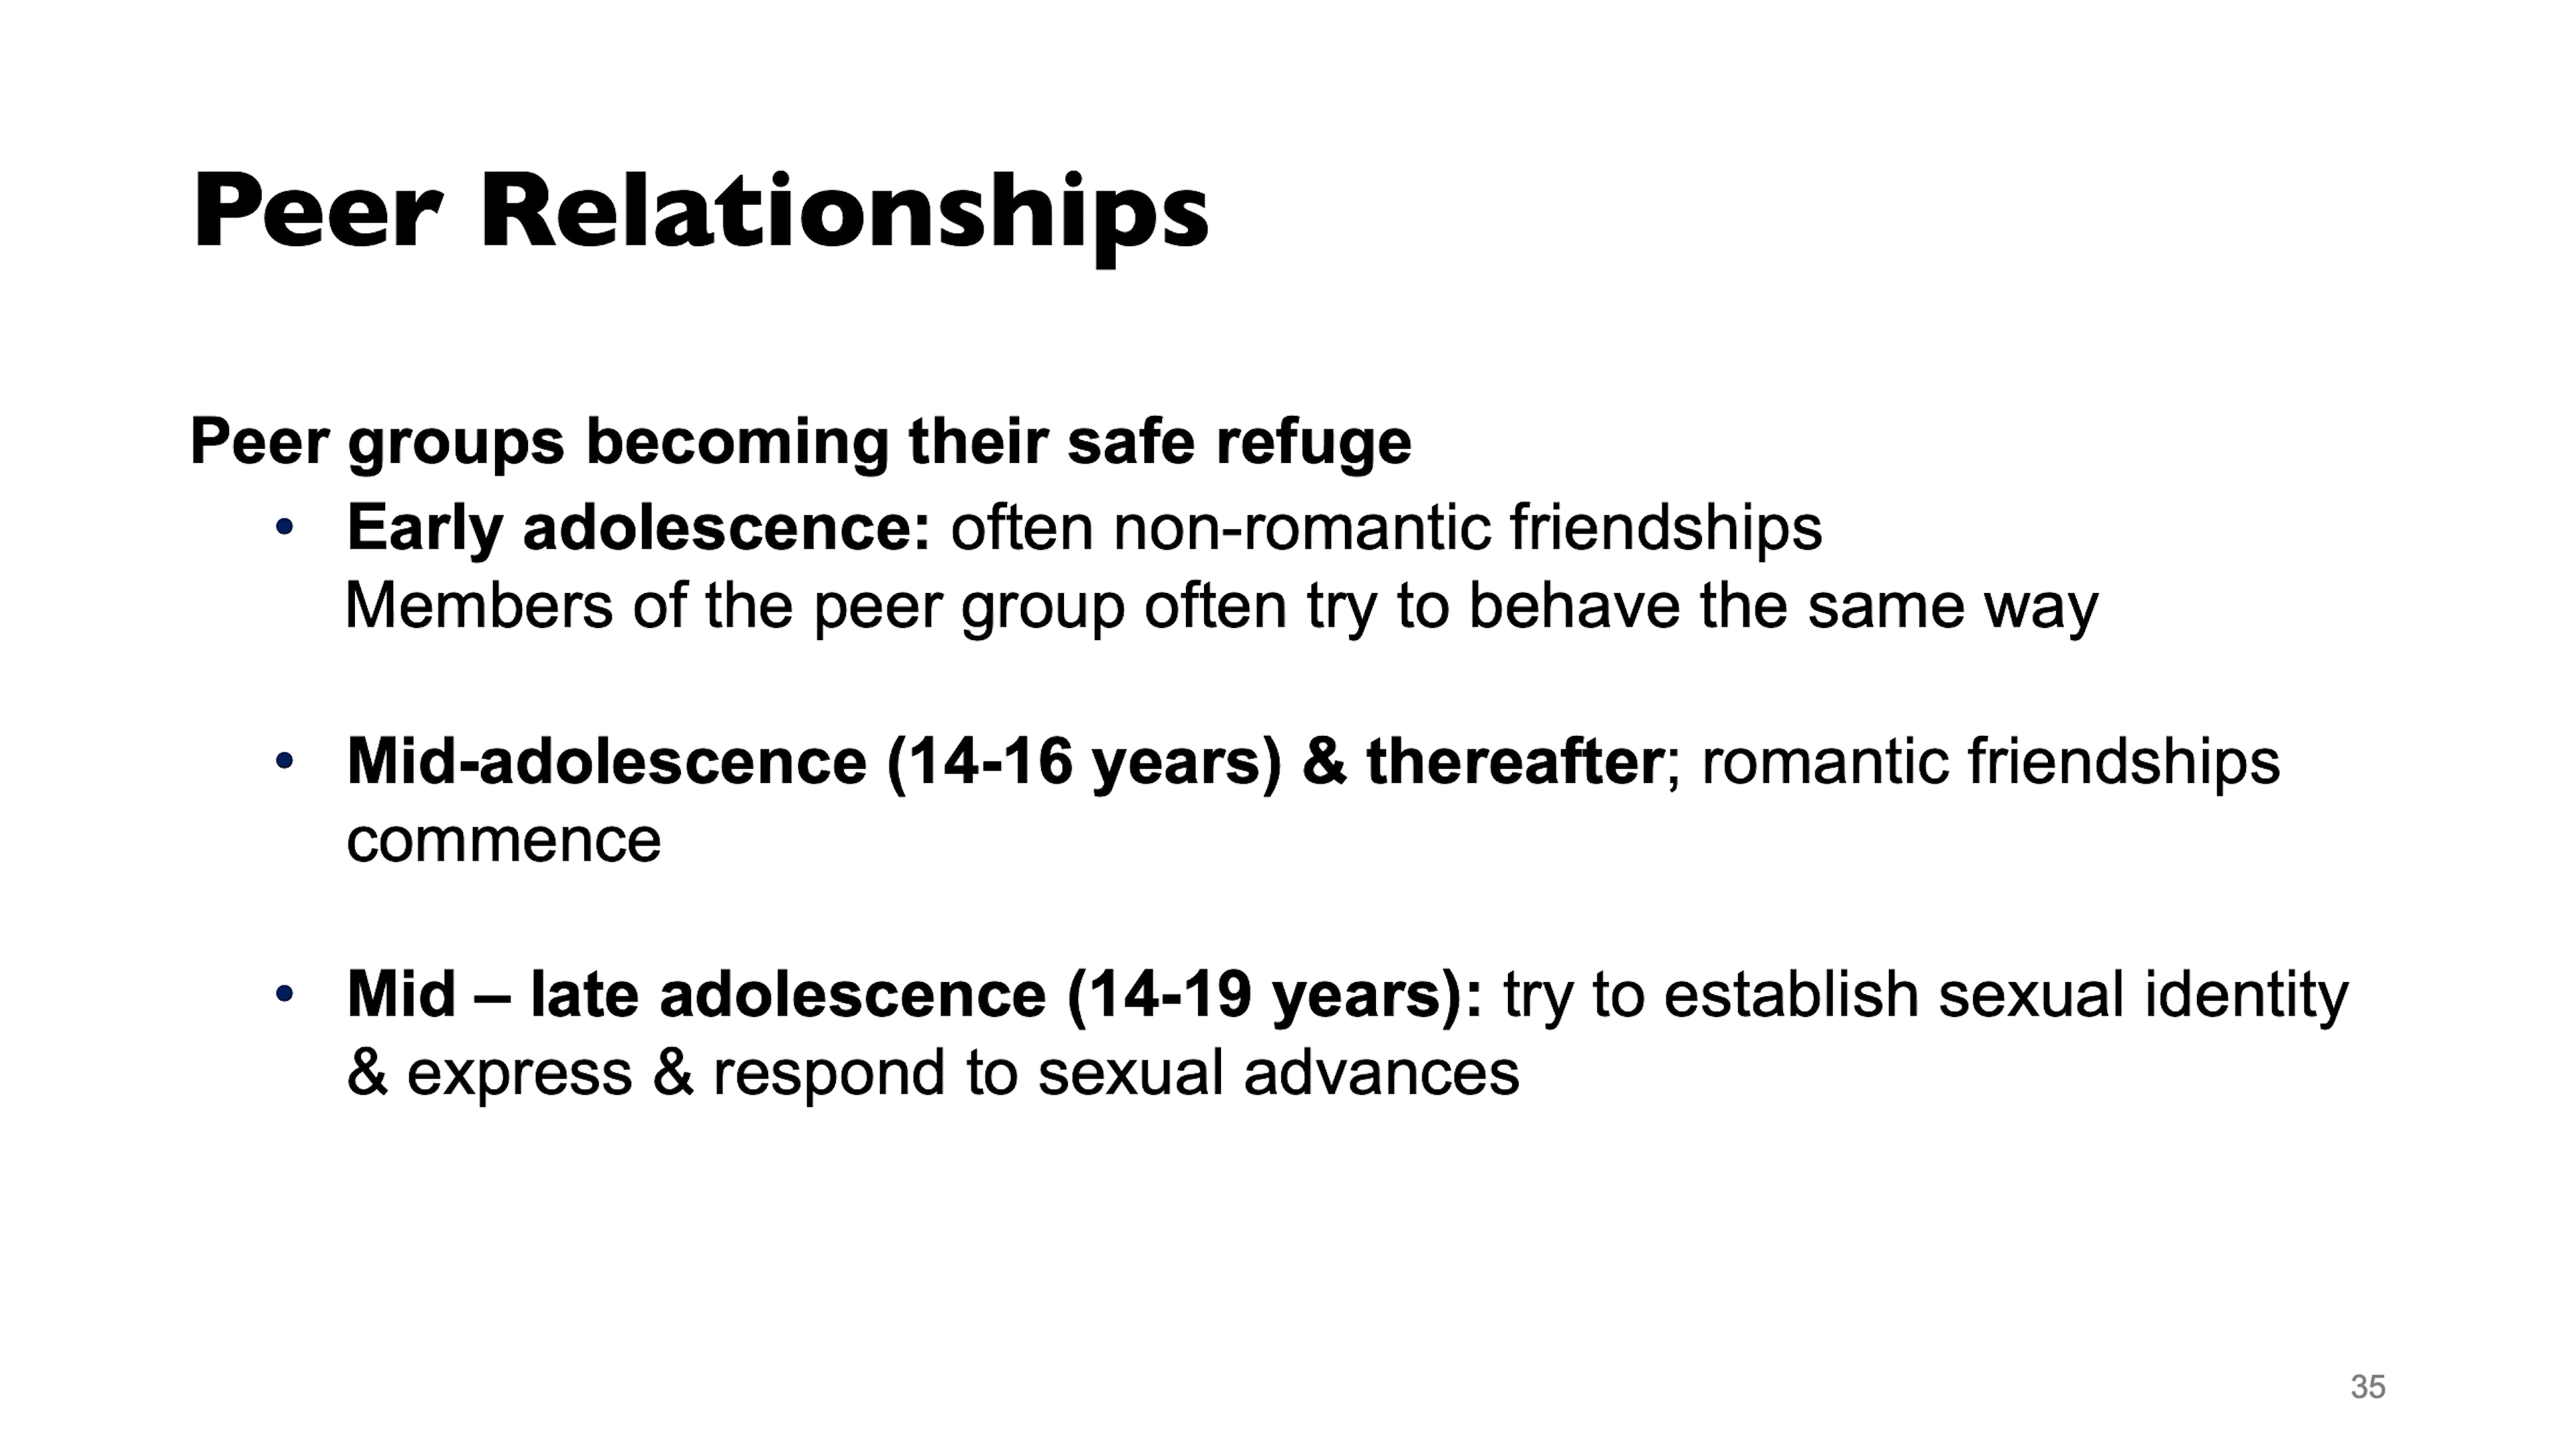 Peer Relationships
Peer groups becoming their safe refuge
• Early adolescence: often non-romantic friendships
Members of the peer group often try to behave the same way
• Mid-adolescence (14-16 years) & thereafter; romantic friendships
commence
• Mid – late adolescence (14-19 years): try to establish sexual identity
& express & respond to sexual advances
35